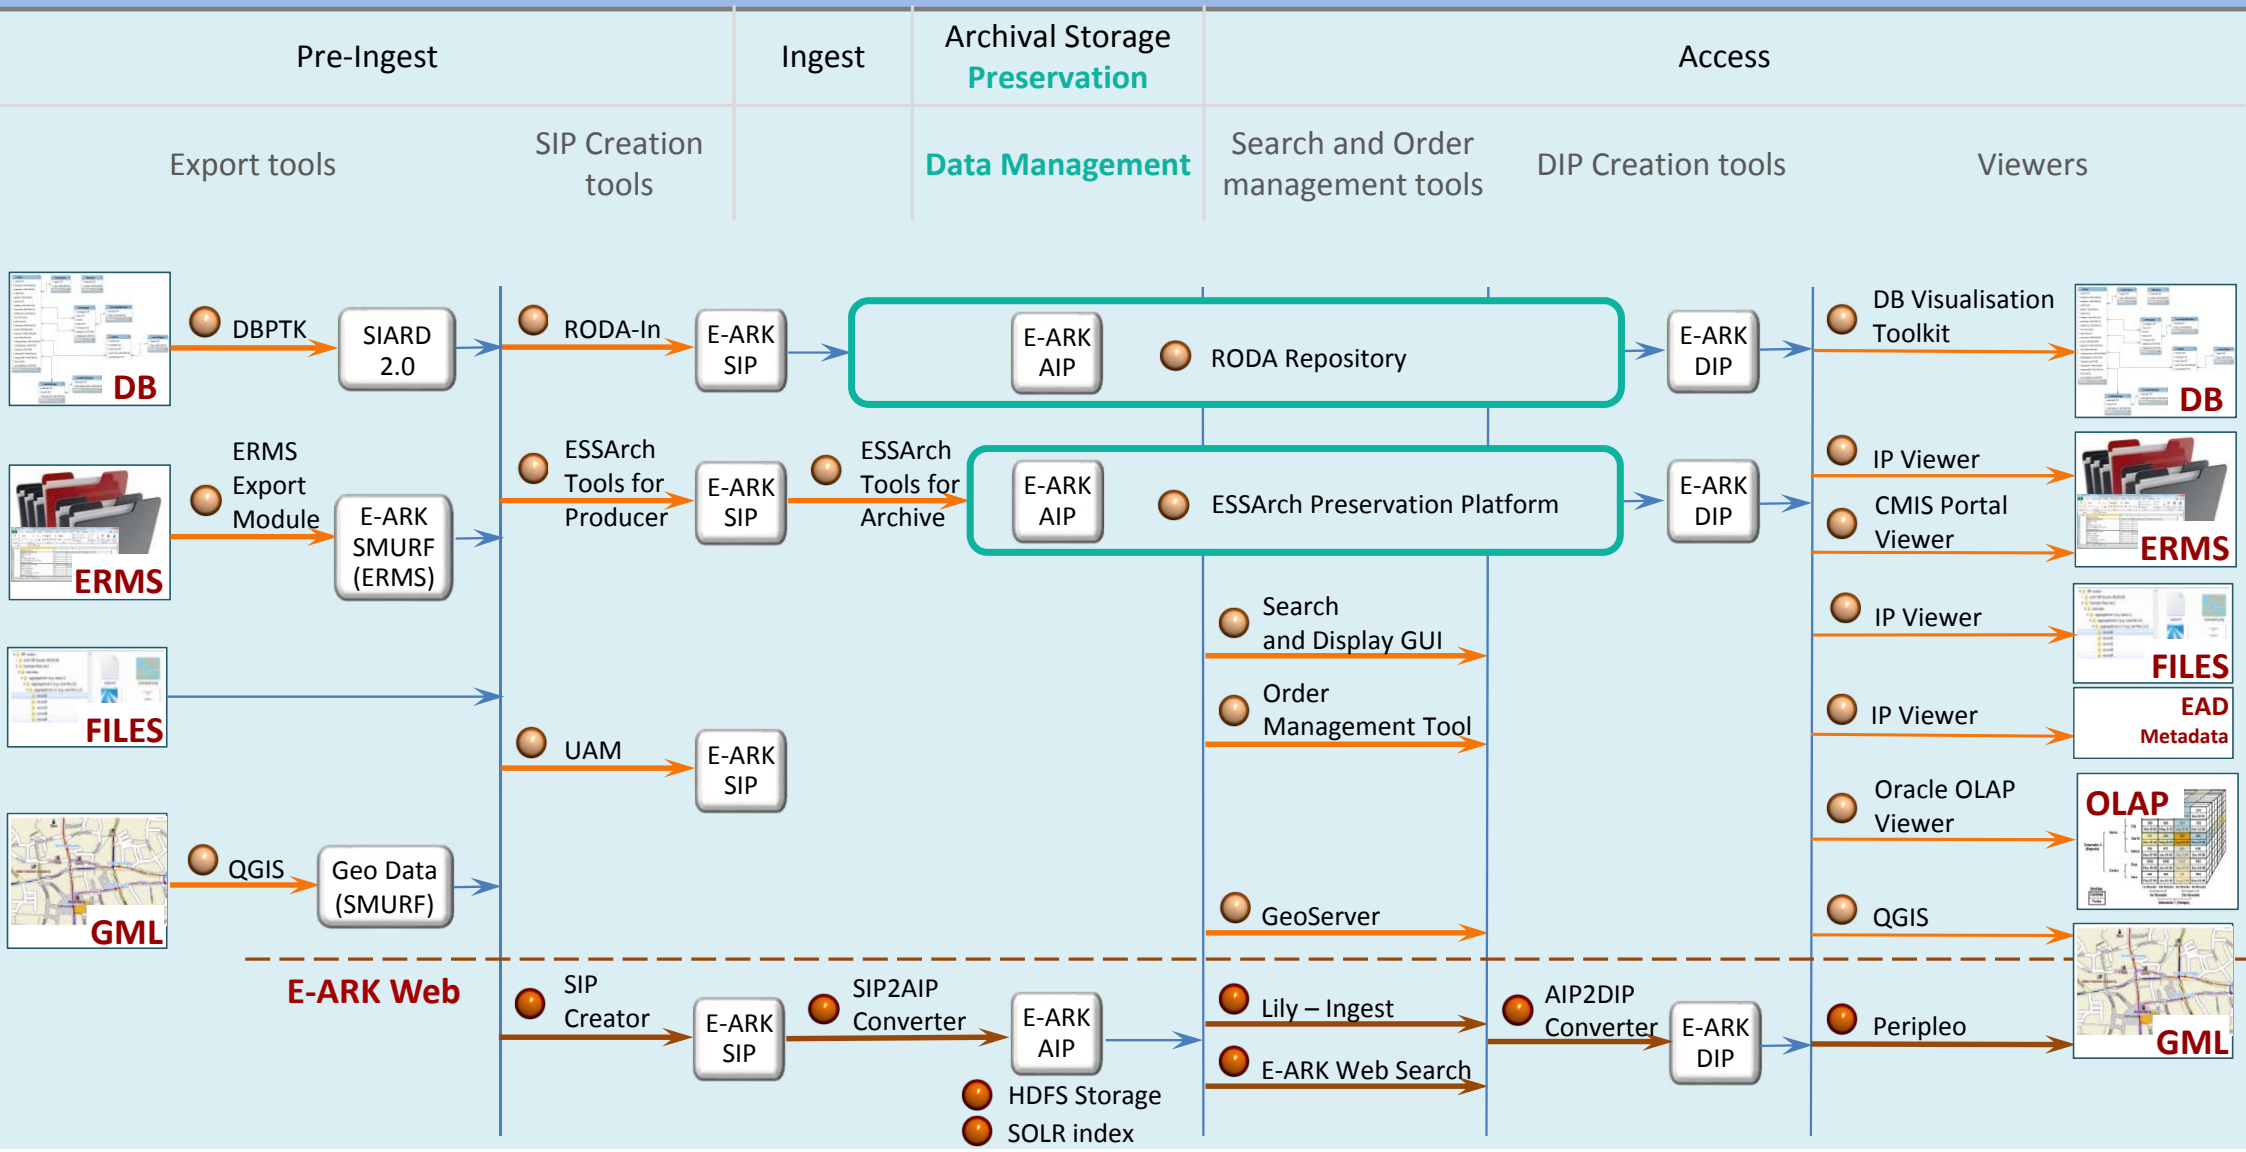 Pre-Ingest
Ingest
Archival Storage
Preservation
Access
Export tools
SIP Creation
tools
Data Management
Search and Order
management tools
DIP Creation tools
Viewers
DB
DBPTK
SIARD
2.0
RODA-In
E-ARK
SIP
E-ARK
AIP
RODA Repository
E-ARK
DIP
DB Visualisation
Toolkit
DB
ERMS
ERMS
Export
Module
E-ARK
SMURF
(ERMS)
ESSArch
Tools for
Producer
E-ARK
SIP
ESSArch
Tools for
Archive
E-ARK
AIP
ESSArch Preservation Platform
E-ARK
DIP
IP Viewer
CMIS Portal
Viewer
ERMS
FILES
Search
and Display GUI
IP Viewer
FILES
Order
Management Tool
IP Viewer
EAD
Metadata
UAM
E-ARK
SIP
Oracle OLAP
Viewer
OLAP
GML
QGIS
Geo Data
(SMURF)
GeoServer
QGIS
GML
E-ARK Web
SIP
Creator
E-ARK
SIP
SIP2AIP
Converter
E-ARK
AIP
HDFS Storage
SOLR index
Lily – Ingest
E-ARK Web Search
AIP2DIP
Converter
E-ARK
DIP
Peripleo